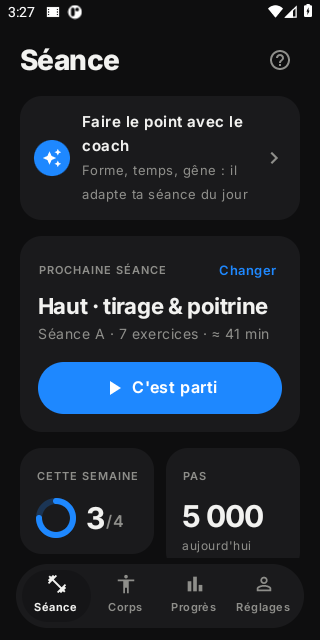 3:27
Séance
Faire le point avec le
coach
Forme, temps, gêne : il
adapte ta séance du jour
PROCHAINE SÉANCE
Changer
Haut · tirage & poitrine
Séance A · 7 exercices · ≈ 41 min
C'est parti
CETTE SEMAINE
3/4
PAS
5 000
aujourd'hui
Séance
Corps
Progrès
Réglages